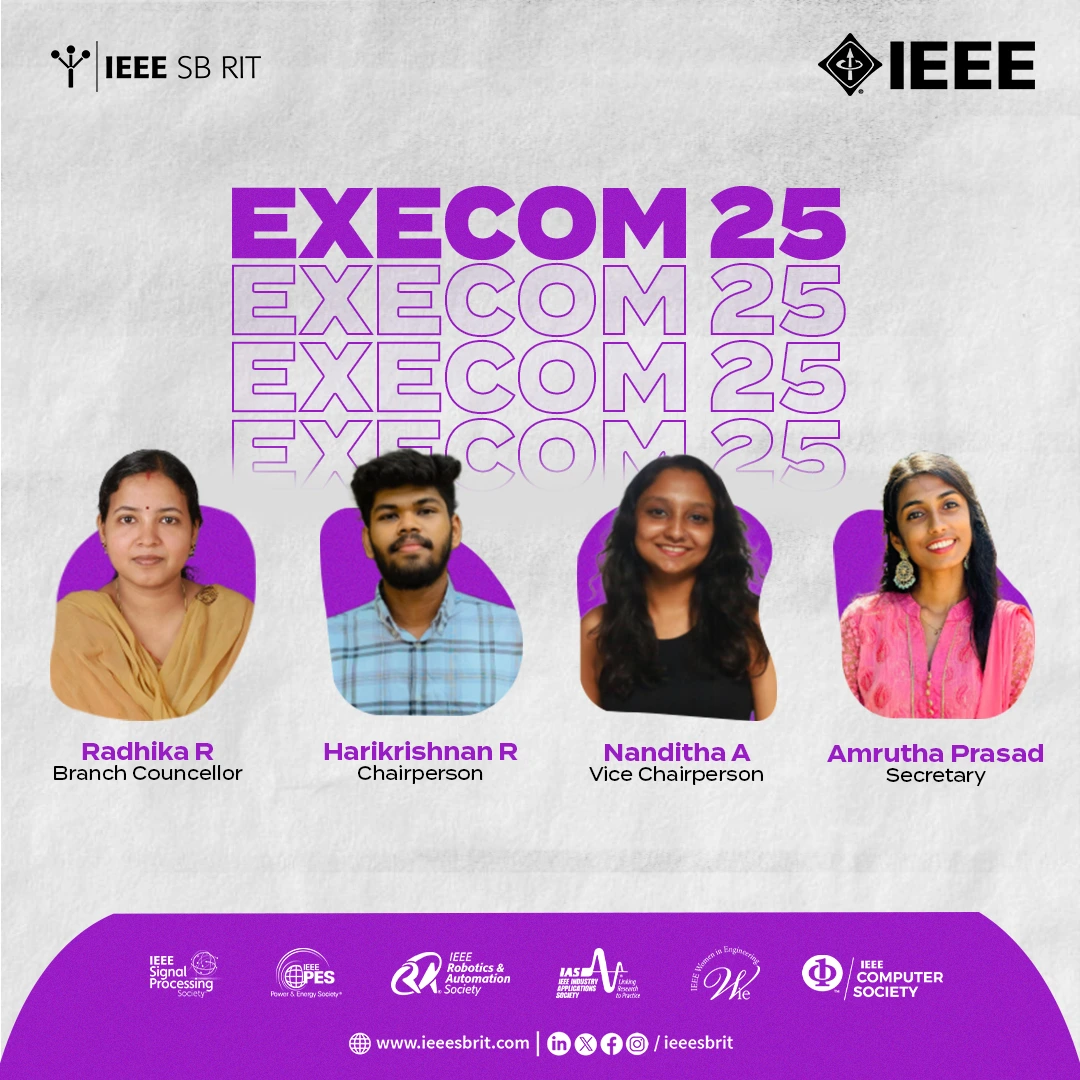 IEEE SB RIT
IEEE
EXECOM 25
EXECOM 25
EXECOM 25
EXECOM 25
Radhika R
Branch Councellor
Harikrishnan R
Chairperson
Nanditha A
Vice Chairperson
Amrutha Prasad
Secretary
IEEE
Signal
Processing
Society
IEEE
PES
Power & Energy Society®
IEEE
Robotics &
Automation
Society
IAS
IEEE INDUSTRY
APPLICATIONS
SOCIETY
Linking
Research
to Practice
IEEE Women in Engineering
Wie
IEEE
COMPUTER
SOCIETY
www.ieeesbrit.com | in X f / ieeesbrit